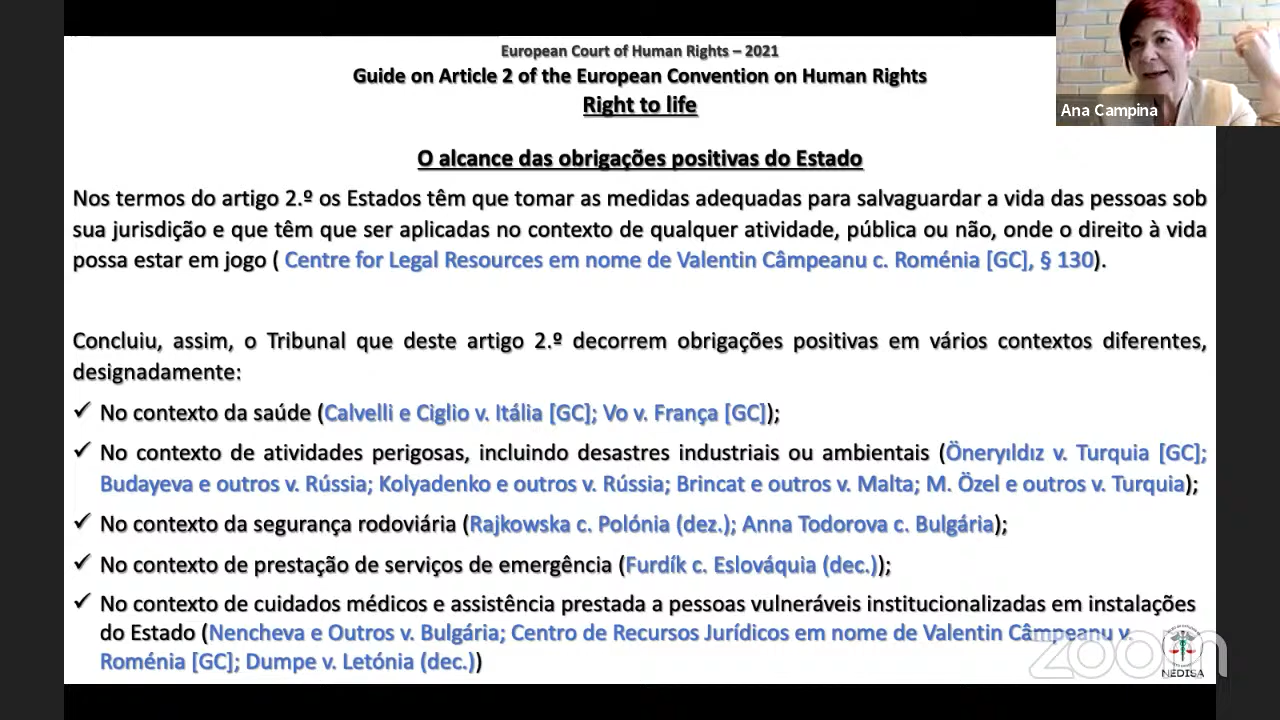 European Court of Human Rights – 2021
Guide on Article 2 of the European Convention on Human Rights
Right to life
Ana Campina
O alcance das obrigações positivas do Estado
Nos termos do artigo 2.º os Estados têm que tomar as medidas adequadas para salvaguardar a vida das pessoas sob
sua jurisdição e que têm que ser aplicadas no contexto de qualquer atividade, pública ou não, onde o direito à vida
possa estar em jogo ( Centre for Legal Resources em nome de Valentin Câmpeanu c. Roménia [GC], § 130).
Concluiu, assim, o Tribunal que deste artigo 2.º decorrem obrigações positivas em vários contextos diferentes,
designadamente:
✓ No contexto da saúde (Calvelli e Ciglio v. Itália [GC]; Vo v. França [GC]);
✓ No contexto de atividades perigosas, incluindo desastres industriais ou ambientais (Öneryıldız v. Turquia [GC];
Budayeva e outros v. Rússia; Kolyadenko e outros v. Rússia; Brincat e outros v. Malta; M. Özel e outros v. Turquia);
✓ No contexto da segurança rodoviária (Rajkowska c. Polónia (dez.); Anna Todorova c. Bulgária);
✓ No contexto de prestação de serviços de emergência (Furdík c. Eslováquia (dec.));
✓ No contexto de cuidados médicos e assistência prestada a pessoas vulneráveis institucionalizadas em instalações
do Estado (Nencheva e Outros v. Bulgária; Centro de Recursos Jurídicos em nome de Valentin Câmpeanu v.
Roménia [GC]; Dumpe v. Letónia (dec.))
zoom
NEDISA